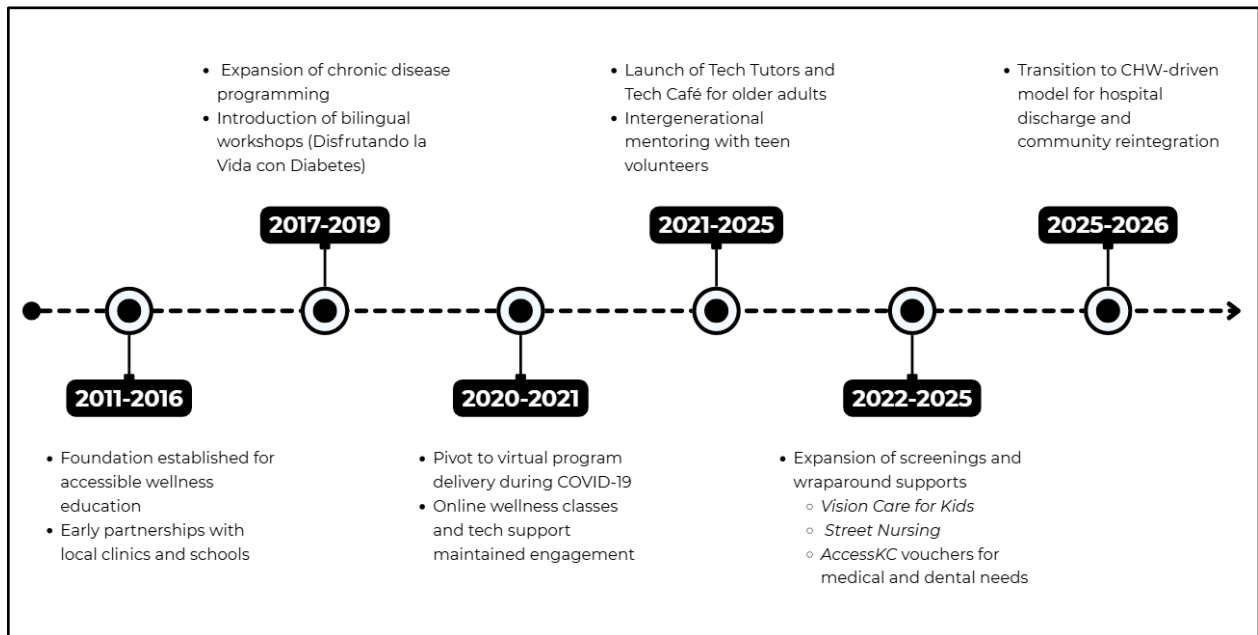 • Expansion of chronic disease
programming
• Introduction of bilingual
workshops (Disfrutando la
Vida con Diabetes)
2017-2019
• Launch of Tech Tutors and
Tech Café for older adults
• Intergenerational
mentoring with teen
volunteers
2021-2025
• Transition to CHW-driven
model for hospital
discharge and
community reintegration
2025-2026
2011-2016
• Foundation established for
accessible wellness
education
• Early partnerships with
local clinics and schools
2020-2021
• Pivot to virtual program
delivery during COVID-19
• Online wellness classes
and tech support
maintained engagement
2022-2025
• Expansion of screenings and
wraparound supports
○ Vision Care for Kids
○ Street Nursing
○ AccessKC vouchers for
medical and dental needs